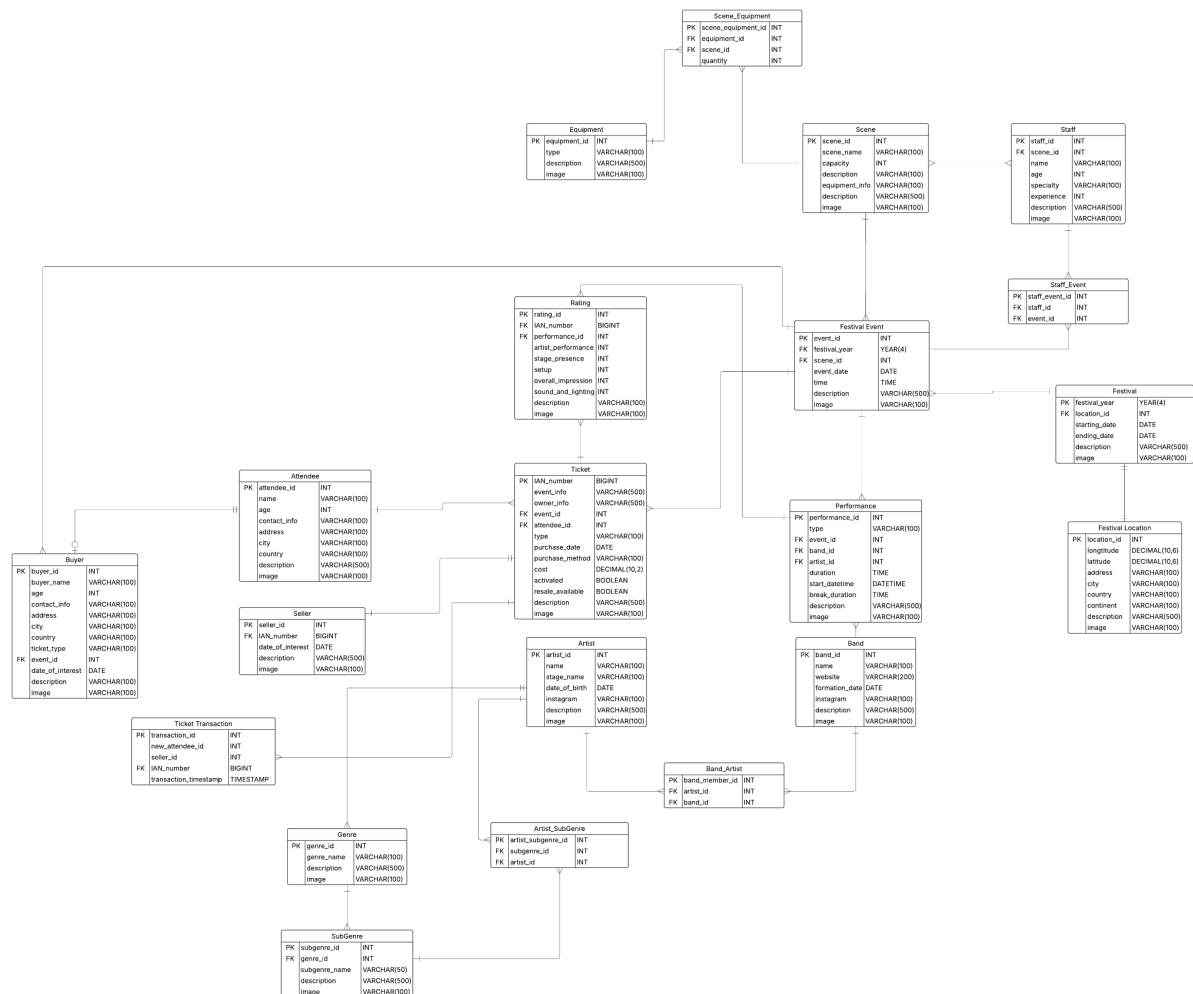 Scene_Equipment
PK scene_equipment_id INT
FK equipment_id INT
FK scene_id INT
quantity INT
Equipment
PK equipment_id INT
type VARCHAR(100)
description VARCHAR(500)
image VARCHAR(100)
Scene
PK scene_id INT
scene_name VARCHAR(100)
capacity INT
description VARCHAR(100)
equipment_info VARCHAR(100)
description VARCHAR(500)
image VARCHAR(100)
Staff
PK staff_id INT
FK scene_id INT
name VARCHAR(100)
age INT
specialty VARCHAR(100)
experience INT
description VARCHAR(500)
image VARCHAR(100)
Staff_Event
PK staff_event_id INT
FK staff_id INT
FK event_id INT
Rating
PK rating_id INT
FK IAN_number BIGINT
FK performance_id INT
artist_performance INT
stage_presence INT
setup INT
overall_impression INT
sound_and_lighting INT
description VARCHAR(100)
image VARCHAR(100)
Festival Event
PK event_id INT
FK festival_year YEAR(4)
FK scene_id INT
event_date DATE
time TIME
description VARCHAR(500)
image VARCHAR(100)
Festival
PK festival_year YEAR(4)
FK location_id INT
starting_date DATE
ending_date DATE
description VARCHAR(500)
image VARCHAR(100)
Attendee
PK attendee_id INT
name VARCHAR(100)
age INT
contact_info VARCHAR(100)
address VARCHAR(100)
city VARCHAR(100)
country VARCHAR(100)
description VARCHAR(500)
image VARCHAR(100)
Ticket
PK IAN_number BIGINT
event_info VARCHAR(500)
owner_info VARCHAR(500)
FK event_id INT
FK attendee_id INT
type VARCHAR(100)
purchase_date DATE
purchase_method VARCHAR(100)
cost DECIMAL(10,2)
activated BOOLEAN
resale_available BOOLEAN
description VARCHAR(500)
image VARCHAR(100)
Performance
PK performance_id INT
type VARCHAR(100)
FK event_id INT
FK band_id INT
FK artist_id INT
duration TIME
start_datetime DATETIME
break_duration TIME
description VARCHAR(500)
image VARCHAR(100)
Festival Location
PK location_id INT
longtitude DECIMAL(10,6)
latitude DECIMAL(10,6)
address VARCHAR(100)
city VARCHAR(100)
country VARCHAR(100)
continent VARCHAR(100)
description VARCHAR(500)
image VARCHAR(100)
Buyer
PK buyer_id INT
buyer_name VARCHAR(100)
age INT
contact_info VARCHAR(100)
address VARCHAR(100)
city VARCHAR(100)
country VARCHAR(100)
ticket_type VARCHAR(100)
FK event_id INT
date_of_interest DATE
description VARCHAR(100)
image VARCHAR(100)
Seller
PK seller_id INT
FK IAN_number BIGINT
date_of_interest DATE
description VARCHAR(500)
image VARCHAR(100)
Artist
PK artist_id INT
name VARCHAR(100)
stage_name VARCHAR(100)
date_of_birth DATE
instagram VARCHAR(100)
description VARCHAR(500)
image VARCHAR(100)
Band
PK band_id INT
name VARCHAR(100)
website VARCHAR(200)
formation_date DATE
instagram VARCHAR(100)
description VARCHAR(500)
image VARCHAR(100)
Ticket Transaction
PK transaction_id INT
new_attendee_id INT
seller_id INT
FK IAN_number BIGINT
transaction_timestamp TIMESTAMP
Band_Artist
PK band_member_id INT
FK artist_id INT
FK band_id INT
Genre
PK genre_id INT
genre_name VARCHAR(100)
description VARCHAR(500)
image VARCHAR(100)
Artist_SubGenre
PK artist_subgenre_id INT
FK subgenre_id INT
FK artist_id INT
SubGenre
PK subgenre_id INT
FK genre_id INT
subgenre_name VARCHAR(50)
description VARCHAR(500)
image VARCHAR(100)